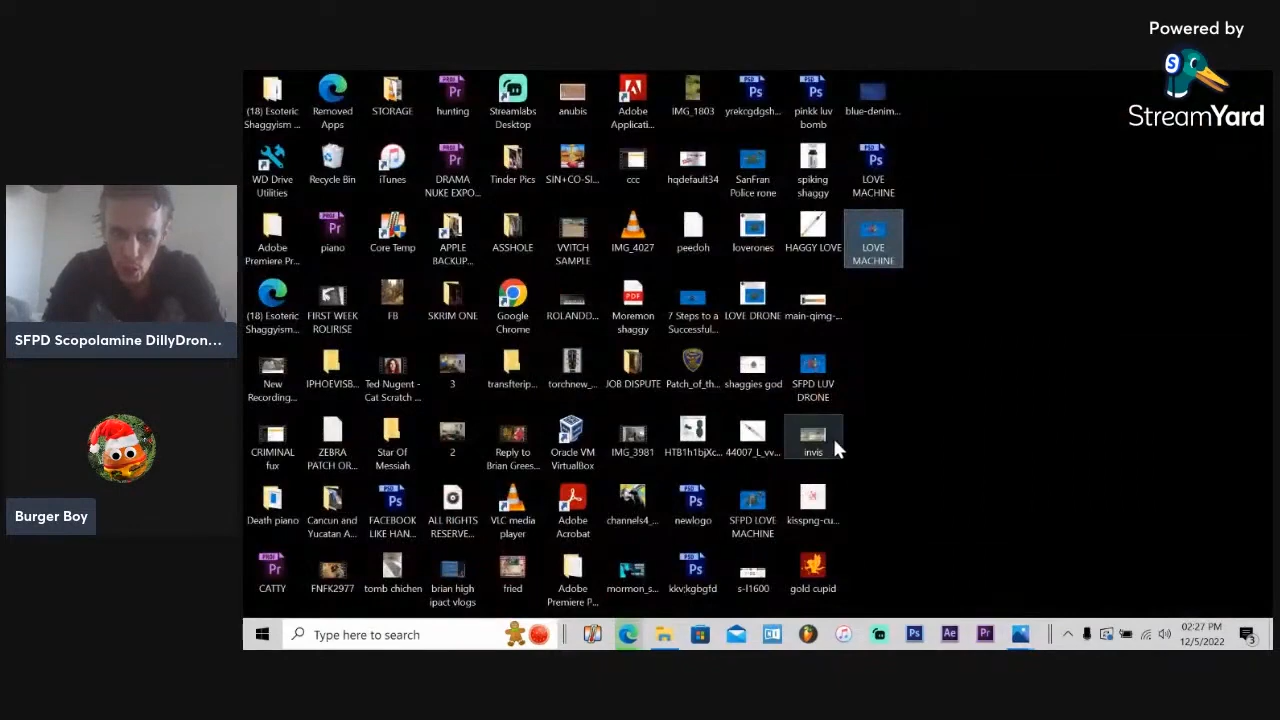 Powered by
StreamYard
(18) Esoteric Shaggyism ...
Removed Apps
STORAGE
hunting
Streamlabs Desktop
anubis
Adobe Applicati...
IMG_1803
yrekcgdgsh...
pinkk luv bomb
blue-denim...
WD Drive Utilities
Recycle Bin
iTunes
DRAMA NUKE EXPO...
Tinder Pics
SIN+CO-SI...
ccc
hqdefault34
SanFran Police rone
spiking shaggy
LOVE MACHINE
Adobe Premiere Pr...
piano
Core Temp
APPLE BACKUP...
ASSHOLE
VVITCH SAMPLE
IMG_4027
peedoh
loverones
HAGGY LOVE
LOVE MACHINE
(18) Esoteric Shaggyism...
FIRST WEEK ROLIRISE
FB
SKRIM ONE
Google Chrome
ROLANDD...
Moremon shaggy
7 Steps to a Successful...
LOVE DRONE
main-qimg-...
New Recording...
IPHOEVISB...
Ted Nugent - Cat Scratch ...
3
transfterip...
torchnew_...
JOB DISPUTE
Patch_of_th...
shaggies god
SFPD LUV DRONE
CRIMINAL fux
ZEBRA PATCH OR...
Star Of Messiah
2
Reply to Brian Grees...
Oracle VM VirtualBox
IMG_3981
HTB1h1bjXc...
44007_L_vv...
invis
Death piano
Cancun and Yucatan A...
FACEBOOK LIKE HAN...
ALL RIGHTS RESERVE...
VLC media player
Adobe Acrobat
channels4_...
newlogo
SFPD LOVE MACHINE
kisspng-cu...
CATTY
FNFK2977
tomb chichen
brian high ipact vlogs
fried
Adobe Premiere P...
mormon_s...
kkv;kgbgfd
s-l1600
gold cupid
SFPD Scopolamine DillyDron...
Burger Boy
Type here to search
02:27 PM
12/5/2022
3